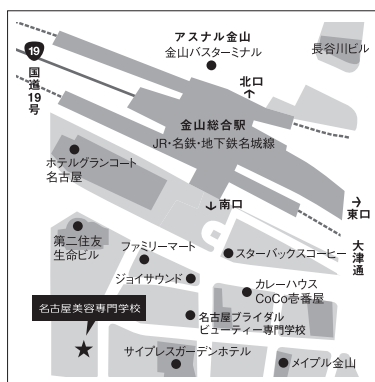 アスナル金山
金山バスターミナル
長谷川ビル
19
国道19号
北口
↑
金山総合駅
JR・名鉄・地下鉄名城線
ホテルグランコート
名古屋
↓南口
→
東口
大津通
第二住友
生命ビル
ファミリーマート
スターバックスコーヒー
ジョイサウンド
カレーハウス
CoCo壱番屋
名古屋美容専門学校
名古屋ブライダル
ビューティー専門学校
★
サイプレスガーデンホテル
メイプル金山